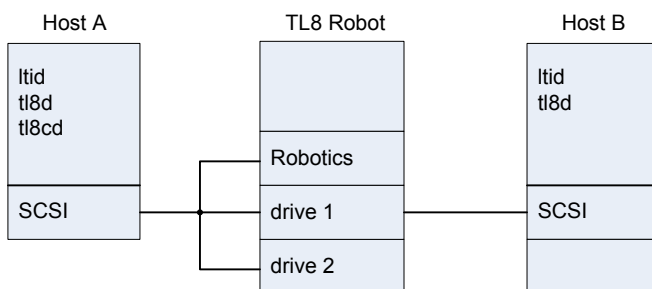 Host A
TL8 Robot
Host B
ltid
tl8d
tl8cd
ltid
tl8d
Robotics
SCSI
drive 1
SCSI
drive 2